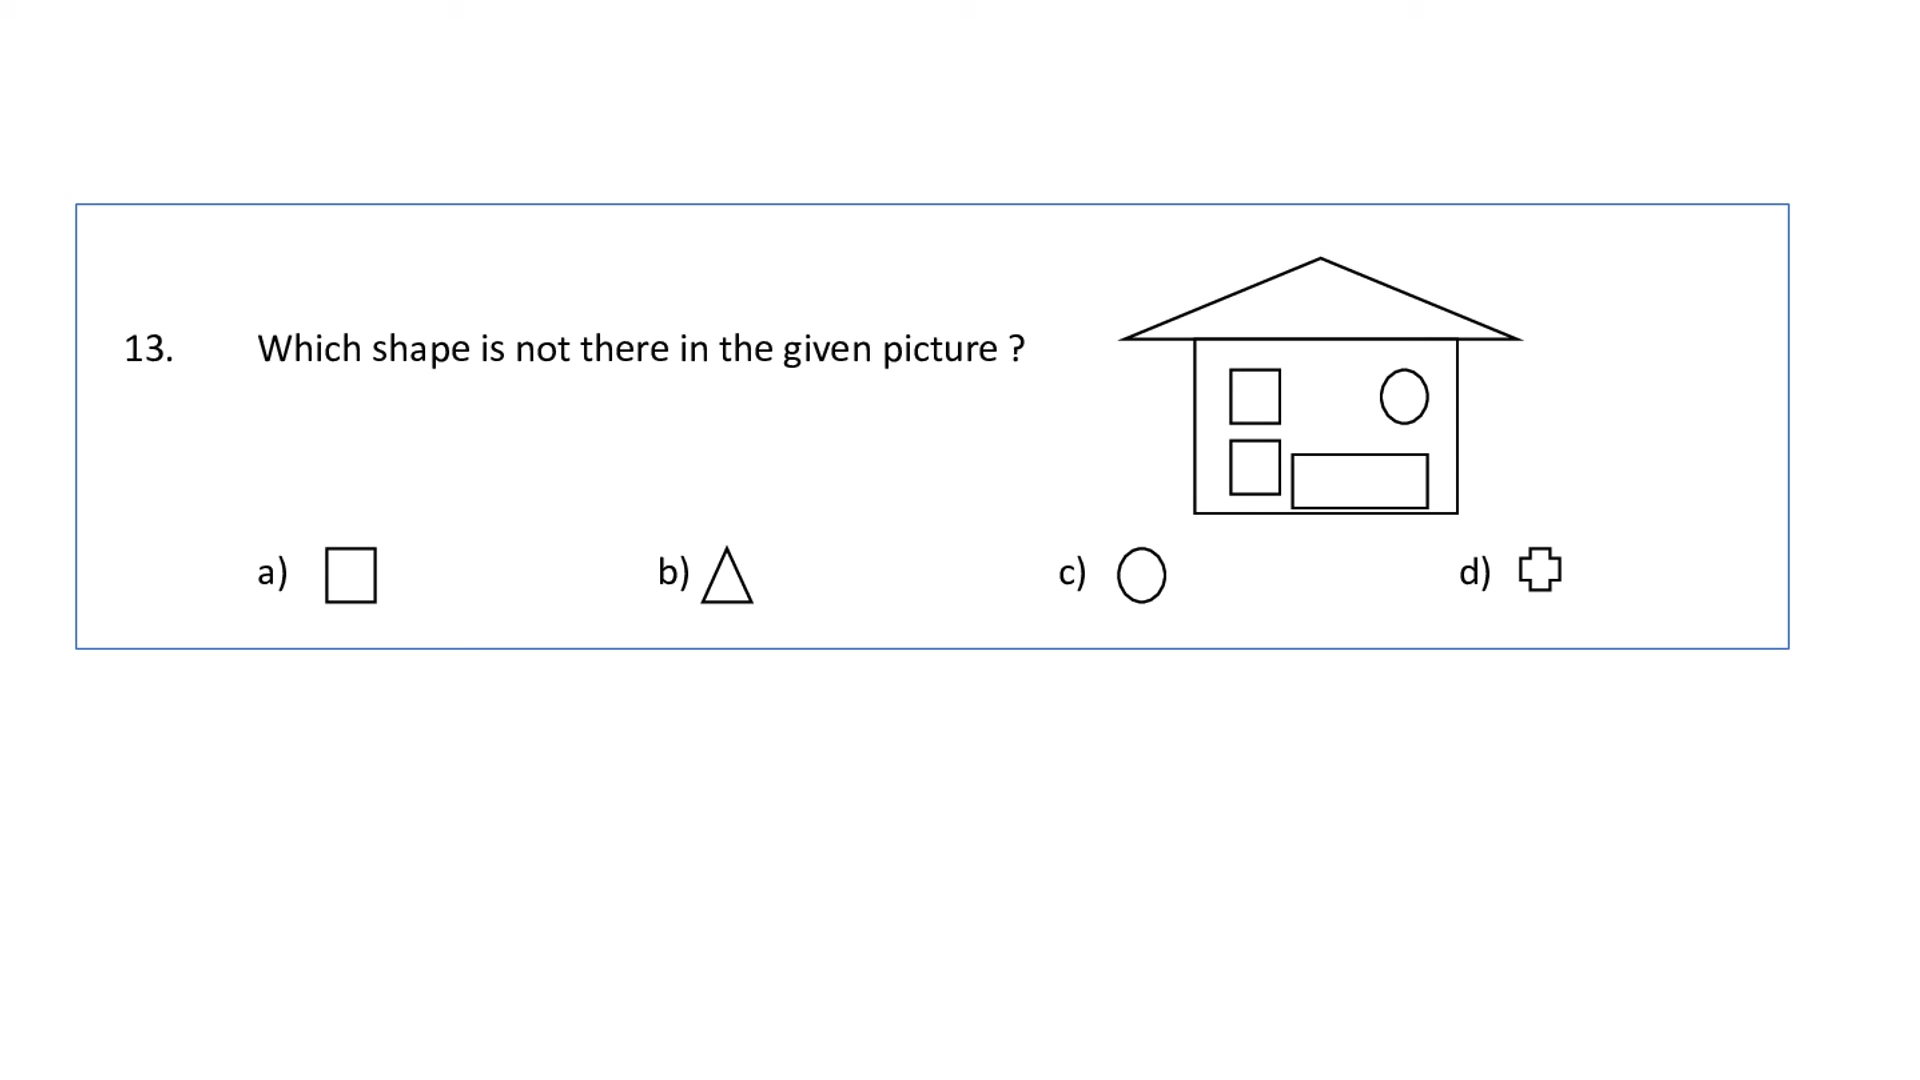 13. Which shape is not there in the given picture ?
a) b) c) d)